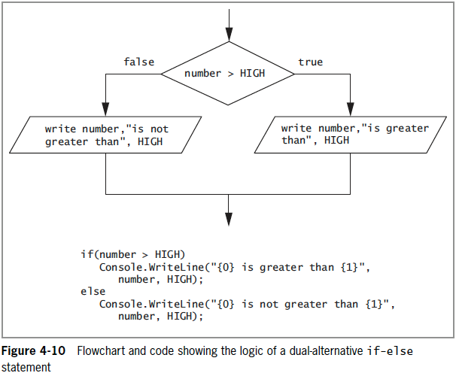 false
true
number > HIGH
write number,"is not
greater than", HIGH
write number,"is greater
than", HIGH
if(number > HIGH)
Console.WriteLine("{0} is greater than {1}",
number, HIGH);
else
Console.WriteLine("{0} is not greater than {1}",
number, HIGH);
Figure 4-10 Flowchart and code showing the logic of a dual-alternative if-else
statement